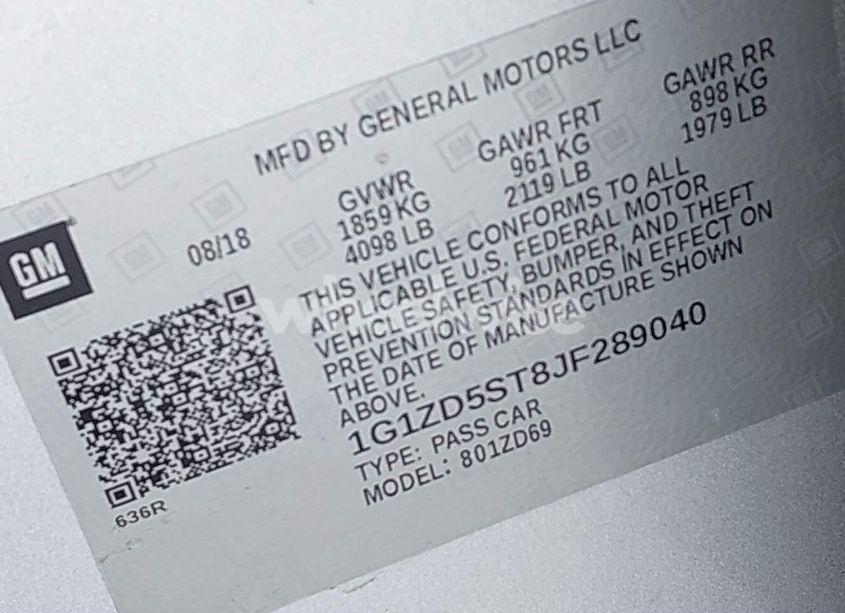 MFD BY GENERAL MOTORS LLC
GM
08/18
GVWR
1859 KG
4098 LB
GAWR FRT
961 KG
2119 LB
GAWR RR
898 KG
1979 LB
THIS VEHICLE CONFORMS TO ALL
APPLICABLE U.S. FEDERAL MOTOR
VEHICLE SAFETY, BUMPER, AND THEFT
PREVENTION STANDARDS IN EFFECT ON
THE DATE OF MANUFACTURE SHOWN
ABOVE.
1G1ZD5ST8JF289040
TYPE: PASS CAR
MODEL: 801ZD69
636R